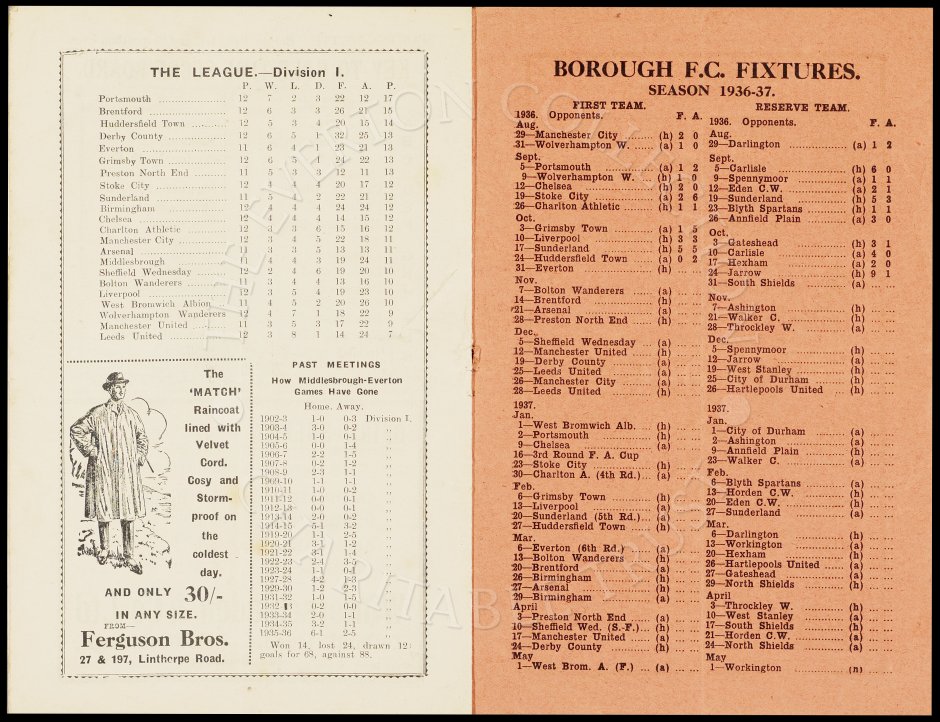 THE LEAGUE.—Division I.
P. W. L. D. F. A. P.
Portsmouth 12 7 2 3 22 12 17
Brentford 12 6 3 3 26 21 15
Huddersfield Town 12 5 3 4 20 15 14
Derby County 12 6 5 1 32 25 13
Everton 11 6 4 1 23 21 13
Grimsby Town 12 6 5 1 24 22 13
Preston North End 11 5 3 3 12 11 13
Stoke City 12 4 4 4 20 17 12
Sunderland 11 5 4 2 22 21 12
Birmingham 12 4 4 4 24 24 12
Chelsea 12 4 4 4 14 15 12
Charlton Athletic 12 3 3 6 15 16 12
Manchester City 12 3 4 5 22 18 11
Arsenal 11 3 3 5 13 13 11
Middlesbrough 11 4 4 3 19 24 11
Sheffield Wednesday 12 2 4 6 19 20 10
Bolton Wanderers 11 3 4 4 13 16 10
Liverpool 12 3 5 4 19 23 10
West Bromwich Albion 11 4 5 2 20 26 10
Wolverhampton Wanderers 12 4 7 1 18 22 9
Manchester United 11 3 5 3 17 22 9
Leeds United 12 3 8 1 14 24 7
The
'MATCH'
Raincoat
lined with
Velvet
Cord.
Cosy and
Storm-
proof on
the
coldest
day.
AND ONLY 30/-
IN ANY SIZE.
FROM—
Ferguson Bros.
27 & 197, Linthorpe Road.
PAST MEETINGS
How Middlesbrough-Everton
Games Have Gone
Home. Away.
1902-3 1-0 0-3 Division I.
1903-4 3-0 0-2 ,,
1904-5 1-0 0-1 ,,
1905-6 0-0 1-4 ,,
1906-7 2-2 1-5 ,,
1907-8 0-2 1-2 ,,
1908-9 2-3 1-1 ,,
1909-10 1-1 1-1 ,,
1910-11 1-0 0-2 ,,
1911-12 0-0 0-1 ,,
1912-13 0-0 0-1 ,,
1913-14 2-0 0-2 ,,
1914-15 5-1 3-2 ,,
1919-20 1-1 2-5 ,,
1920-21 3-1 1-2 ,,
1921-22 3-1 1-4 ,,
1922-23 2-4 3-5 ,,
1923-24 1-1 0-1 ,,
1927-28 4-2 1-3 ,,
1929-30 1-2 2-3 ,,
1931-32 1-0 1-5 ,,
1932-33 0-2 0-0 ,,
1933-34 2-0 1-1 ,,
1934-35 3-2 1-1 ,,
1935-36 6-1 2-5 ,,
Won 14, lost 24, drawn 12:
goals for 68, against 88.
BOROUGH F.C. FIXTURES.
SEASON 1936-37.
FIRST TEAM.
1936. Opponents. F. A.
Aug.
29—Manchester City (h) 2 0
31—Wolverhampton W. (a) 1 0
Sept.
5—Portsmouth (a) 1 2
9—Wolverhampton W. (h) 1 0
12—Chelsea (h) 2 0
19—Stoke City (a) 2 6
26—Charlton Athletic (h) 1 1
Oct.
3—Grimsby Town (a) 1 5
10—Liverpool (h) 3 3
17—Sunderland (h) 5 5
24—Huddersfield Town (a) 0 2
31—Everton (h)
Nov.
7—Bolton Wanderers (a)
14—Brentford (h)
21—Arsenal (a)
28—Preston North End (h)
Dec.
5—Sheffield Wednesday (a)
12—Manchester United (h)
19—Derby County (a)
25—Leeds United (a)
26—Manchester City (a)
28—Leeds United (h)
1937.
Jan.
1—West Bromwich Alb. (h)
2—Portsmouth (h)
9—Chelsea (a)
16—3rd Round F. A. Cup
23—Stoke City (h)
30—Charlton A. (4th Rd.) (a)
Feb.
6—Grimsby Town (h)
13—Liverpool (a)
20—Sunderland (5th Rd.) (a)
27—Huddersfield Town (h)
Mar.
6—Everton (6th Rd.) (a)
13—Bolton Wanderers (h)
20—Brentford (a)
26—Birmingham (h)
27—Arsenal (h)
29—Birmingham (a)
April
3—Preston North End (a)
10—Sheffield Wed. (S.-F.) (h)
17—Manchester United (a)
24—Derby County (h)
May
1—West Brom. A. (F.) (a)
RESERVE TEAM.
1936. Opponents. F. A.
Aug.
29—Darlington (a) 1 2
Sept.
5—Carlisle (h) 6 0
9—Spennymoor (a) 1 1
12—Eden C.W. (a) 2 1
19—Sunderland (h) 5 3
23—Blyth Spartans (h) 1 1
26—Annfield Plain (a) 3 0
Oct.
3—Gateshead (h) 3 1
10—Carlisle (a) 4 0
17—Hexham (a) 2 0
24—Jarrow (h) 9 1
31—South Shields (a)
Nov.
7—Ashington (h)
21—Walker C. (h)
28—Throckley W. (a)
Dec.
5—Spennymoor (h)
12—Jarrow (a)
19—West Stanley (h)
25—City of Durham (h)
26—Hartlepools United (h)
1937.
Jan.
1—City of Durham (a)
2—Ashington (a)
9—Annfield Plain (h)
23—Walker C. (a)
Feb.
6—Blyth Spartans (a)
13—Horden C.W. (h)
20—Eden C.W. (h)
27—Sunderland (a)
Mar.
6—Darlington (h)
13—Workington (a)
20—Hexham (h)
26—Hartlepools United (a)
27—Gateshead (a)
29—North Shields (h)
April
3—Throckley W. (h)
10—West Stanley (a)
17—South Shields (h)
21—Horden C.W. (a)
24—North Shields (a)
May
1—Workington (h)